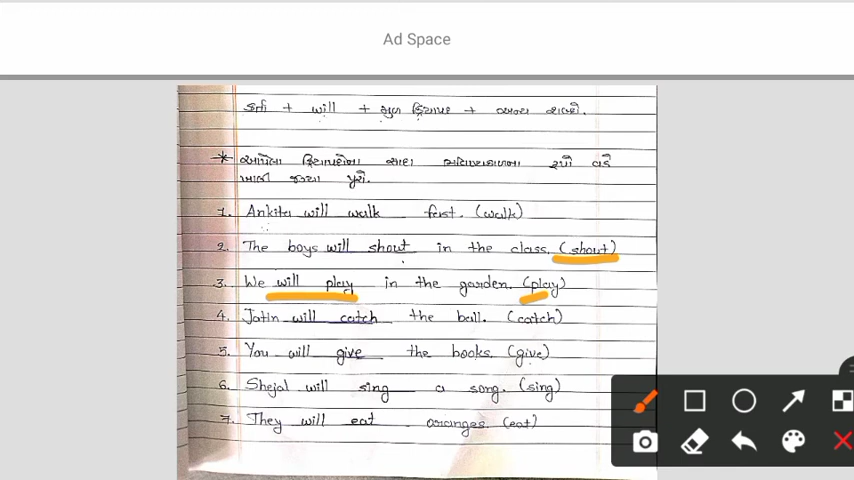 Ad Space
કર્તા + will + મુળ ક્રિયાપદ + અન્ય શબ્દો.
* આપેલા ક્રિયાપદોના સાદા ભવિષ્યકાળના રૂપો વડે
ખાલી જગ્યા પુરો.
1. Ankita will walk fast. (walk)
2. The boys will shout in the class. (shout)
3. We will play in the garden. (play)
4. Jatin will catch the ball. (catch)
5. You will give the books. (give)
6. Shejal will sing a song. (sing)
7. They will eat oranges. (eat)